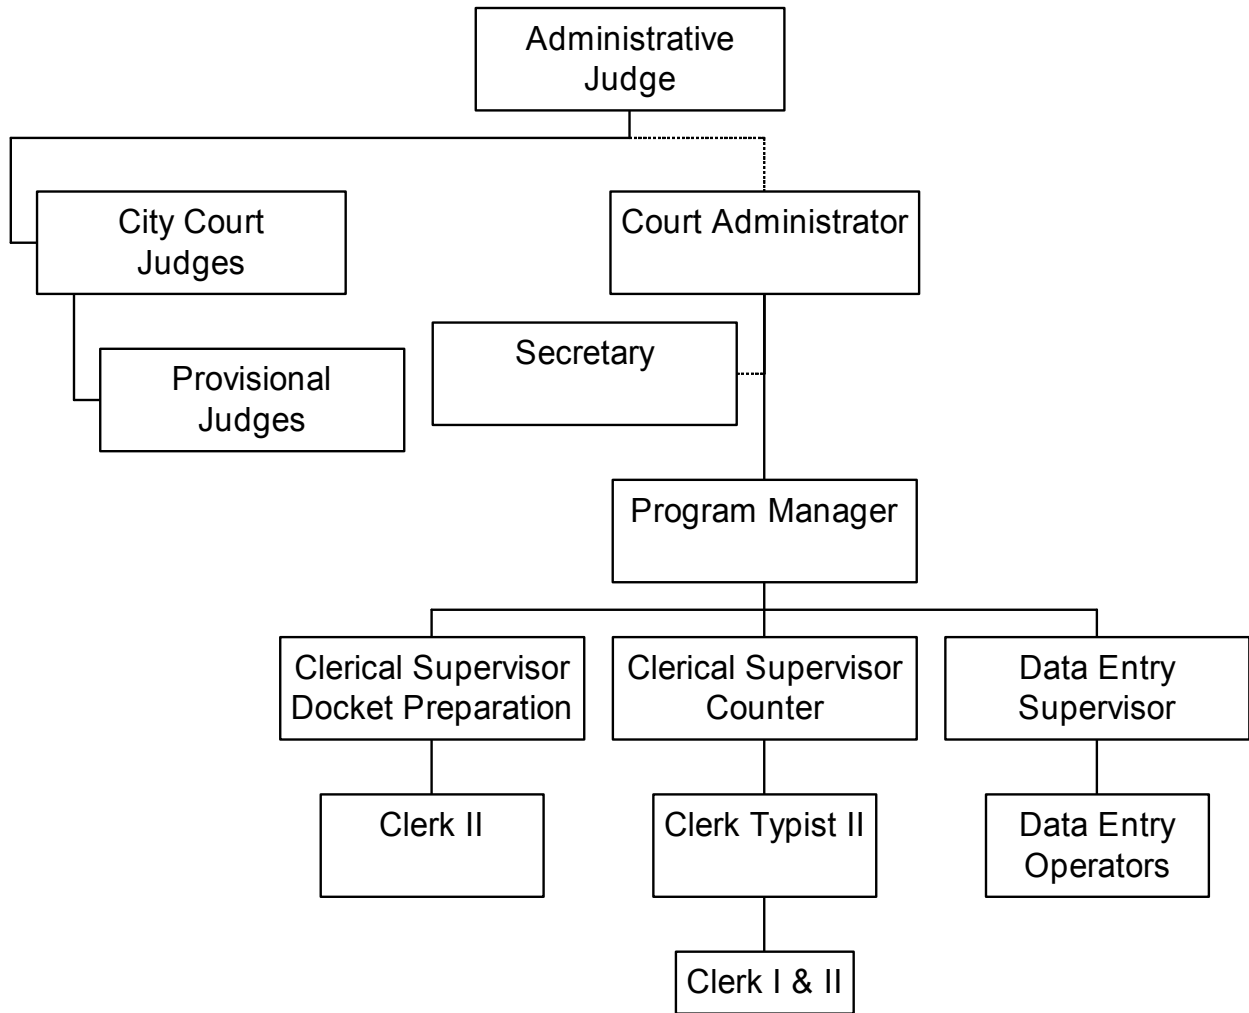 Administrative
Judge
City Court
Judges
Court Administrator
Secretary
Provisional
Judges
Program Manager
Clerical Supervisor
Docket Preparation
Clerical Supervisor
Counter
Data Entry
Supervisor
Clerk II
Clerk Typist II
Data Entry
Operators
Clerk I & II